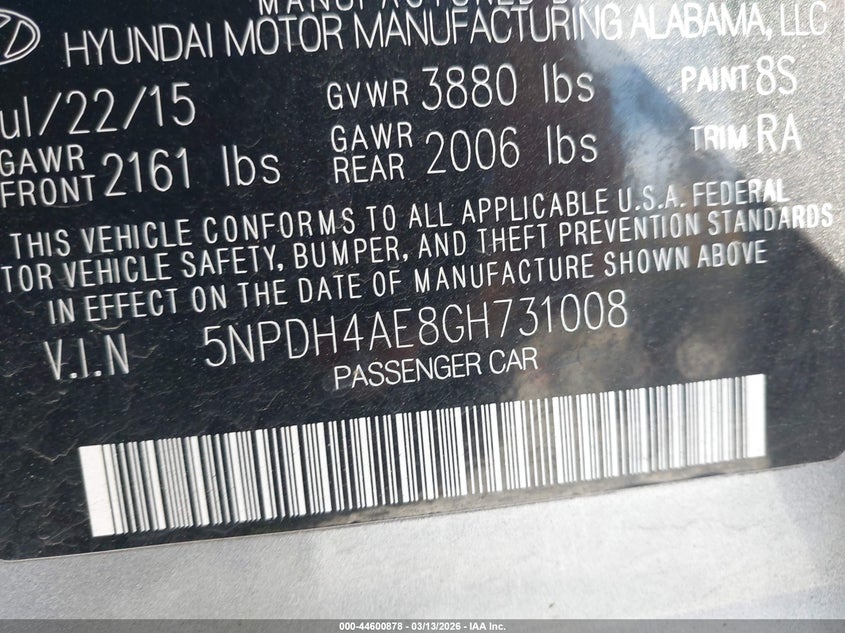 MANUFACTURED BY
HYUNDAI MOTOR MANUFACTURING ALABAMA, LLC
ul/22/15 GVWR 3880 lbs PAINT 8S
GAWR FRONT 2161 lbs GAWR REAR 2006 lbs TRIM RA
THIS VEHICLE CONFORMS TO ALL APPLICABLE U.S.A. FEDERAL
TOR VEHICLE SAFETY, BUMPER, AND THEFT PREVENTION STANDARDS
IN EFFECT ON THE DATE OF MANUFACTURE SHOWN ABOVE
V.I.N 5NPDH4AE8GH731008
PASSENGER CAR
000-44600878 - 03/13/2026 - IAA Inc.